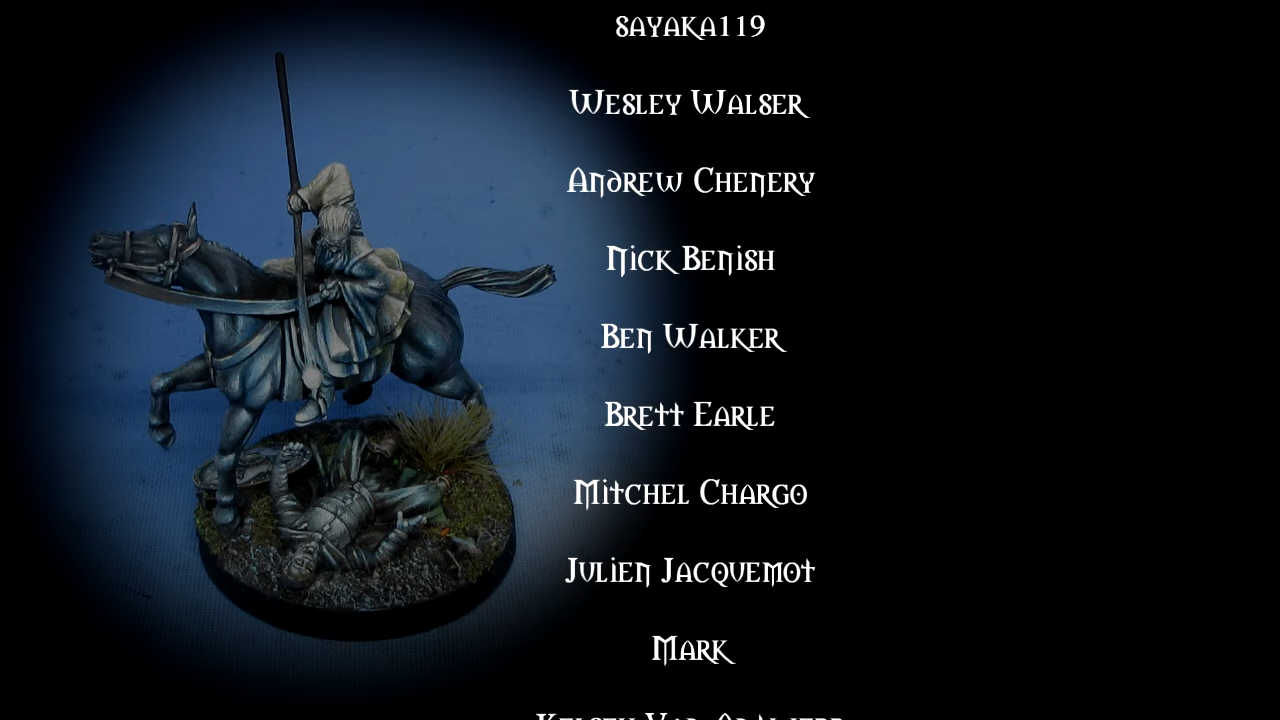 sayaka119
Wesley Walser
Andrew Chenery
Nick Benish
Ben Walker
Brett Earle
Mitchel Chargo
Julien Jacquemot
Mark